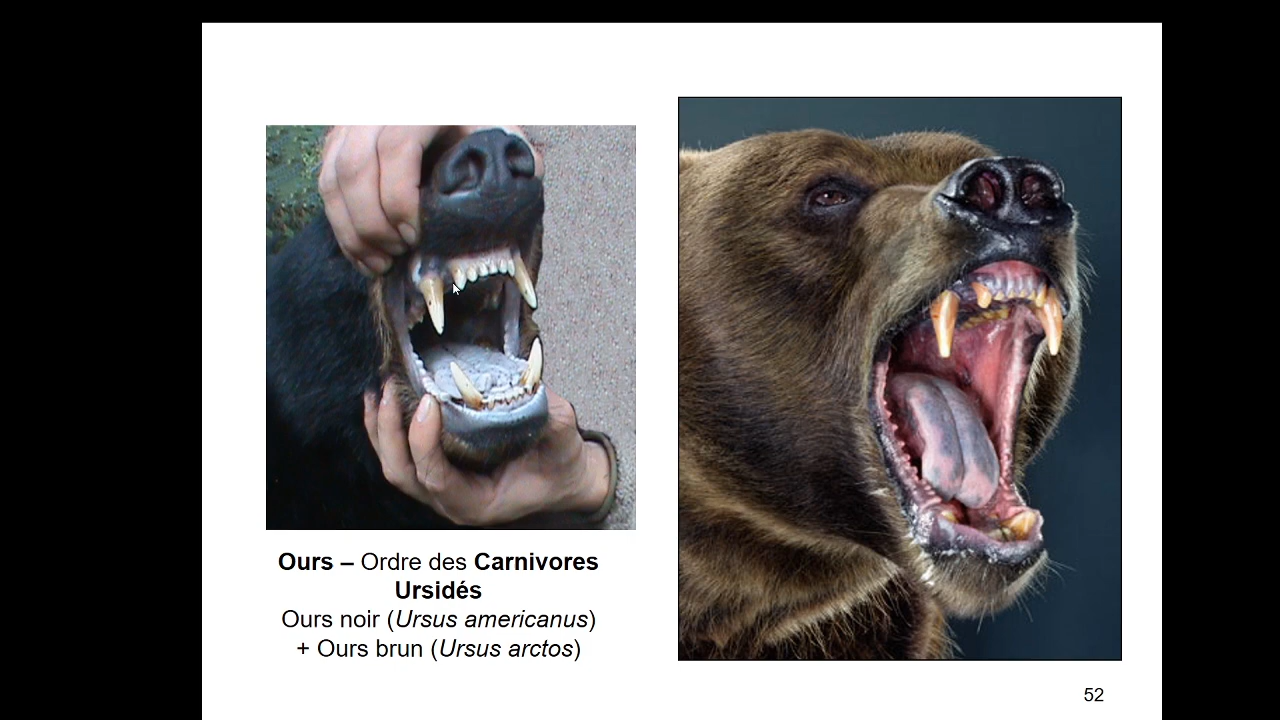 Ours – Ordre des Carnivores
Ursidés
Ours noir (Ursus americanus)
+ Ours brun (Ursus arctos)
52